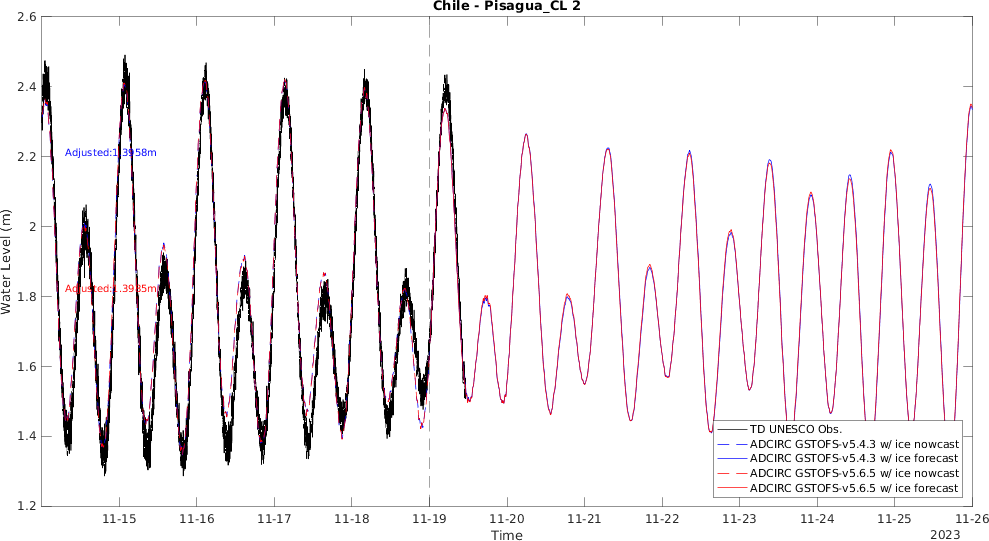 Chile - Pisagua_CL 2
Water Level (m)
2.6
2.4
2.2
2
1.8
1.6
1.4
1.2
Adjusted:1.3958m
Adjusted:1.3935m
TD UNESCO Obs.
ADCIRC GSTOFS-v5.4.3 w/ ice nowcast
ADCIRC GSTOFS-v5.4.3 w/ ice forecast
ADCIRC GSTOFS-v5.6.5 w/ ice nowcast
ADCIRC GSTOFS-v5.6.5 w/ ice forecast
11-15 11-16 11-17 11-18 11-19 11-20 11-21 11-22 11-23 11-24 11-25 11-26
Time
2023